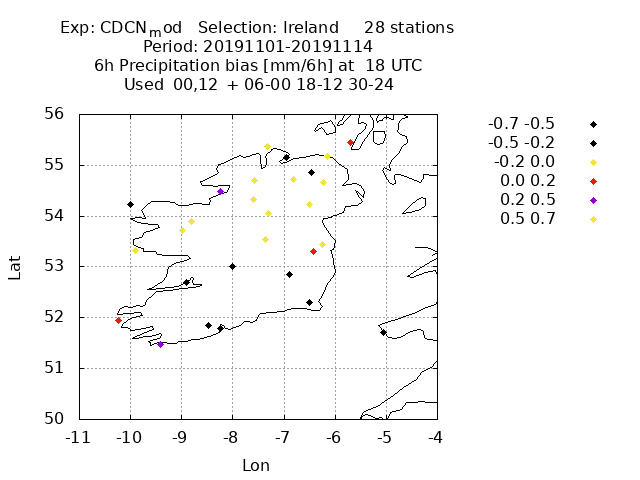 Exp: CDCNmod   Selection: Ireland     28 stations
Period: 20191101-20191114
6h Precipitation bias [mm/6h] at  18 UTC
Used  00,12  + 06-00 18-12 30-24
56
55
54
53
52
51
50
-11 -10 -9 -8 -7 -6 -5 -4
Lat
Lon
-0.7 -0.5
-0.5 -0.2
-0.2 0.0
0.0 0.2
0.2 0.5
0.5 0.7